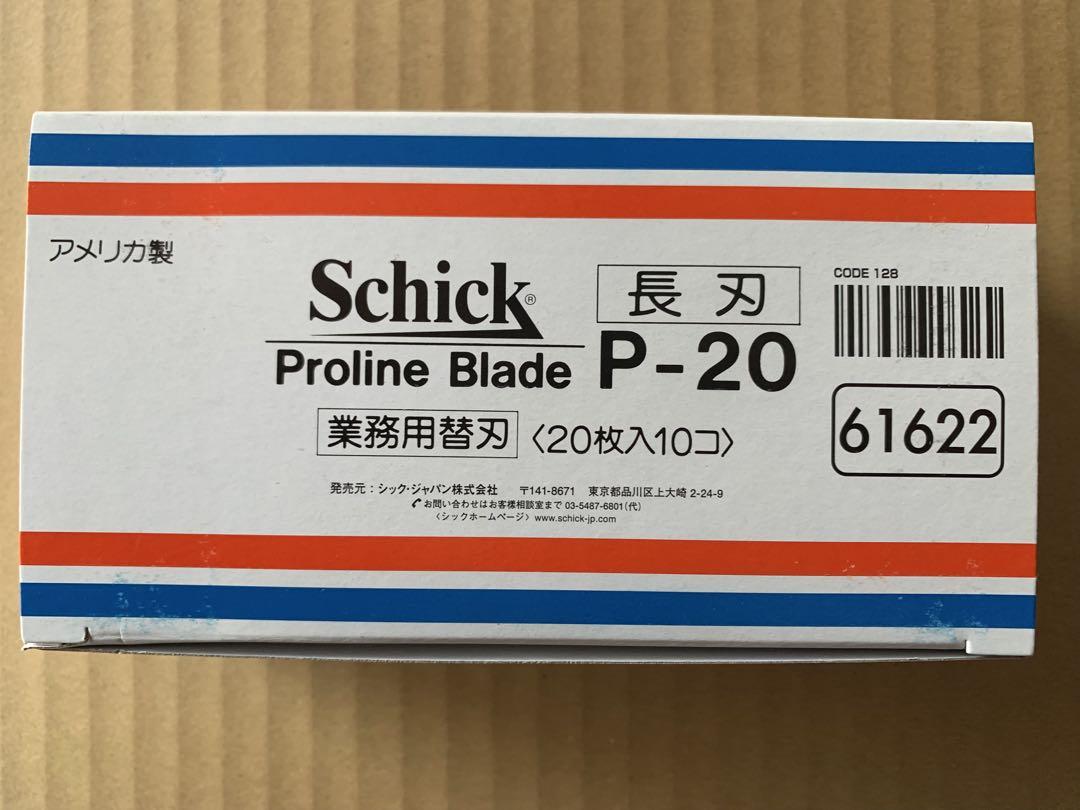 アメリカ製
Schick®
長刃
Proline Blade P-20
業務用替刃 〈20枚入10コ〉
CODE 128
61622
発売元：シック・ジャパン株式会社 〒141-8671 東京都品川区上大崎 2-24-9
お問い合わせはお客様相談室まで 03-5487-6801(代)
〈シックホームページ〉 www.schick-jp.com